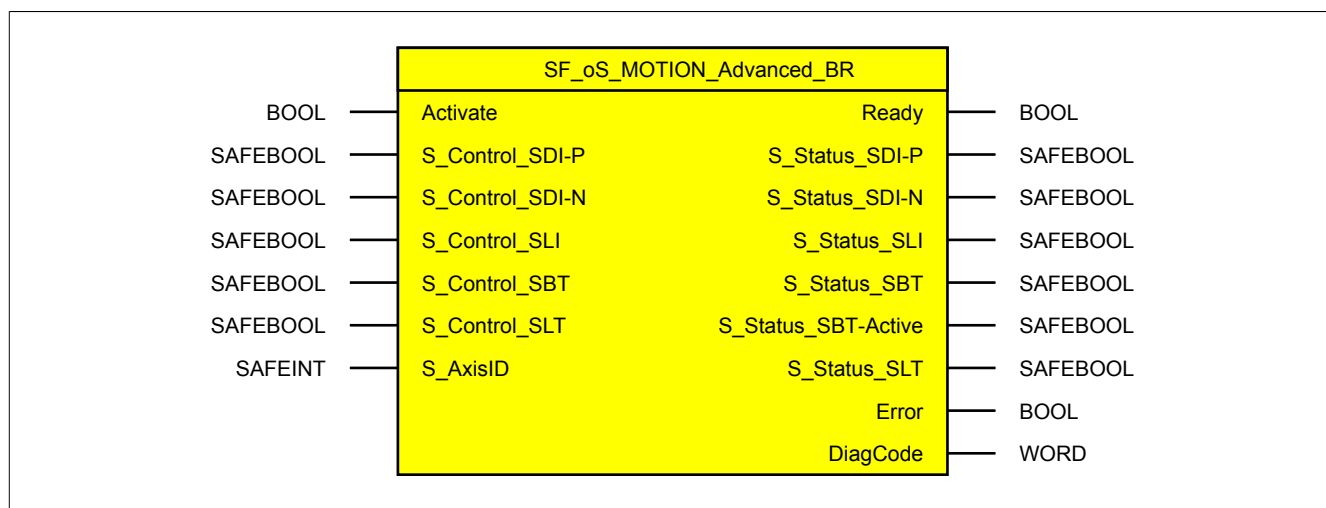 SF_oS_MOTION_Advanced_BR
BOOL Activate Ready BOOL
SAFEBOOL S_Control_SDI-P S_Status_SDI-P SAFEBOOL
SAFEBOOL S_Control_SDI-N S_Status_SDI-N SAFEBOOL
SAFEBOOL S_Control_SLI S_Status_SLI SAFEBOOL
SAFEBOOL S_Control_SBT S_Status_SBT SAFEBOOL
SAFEBOOL S_Control_SLT S_Status_SBT-Active SAFEBOOL
SAFEINT S_AxisID S_Status_SLT SAFEBOOL
Error BOOL
DiagCode WORD